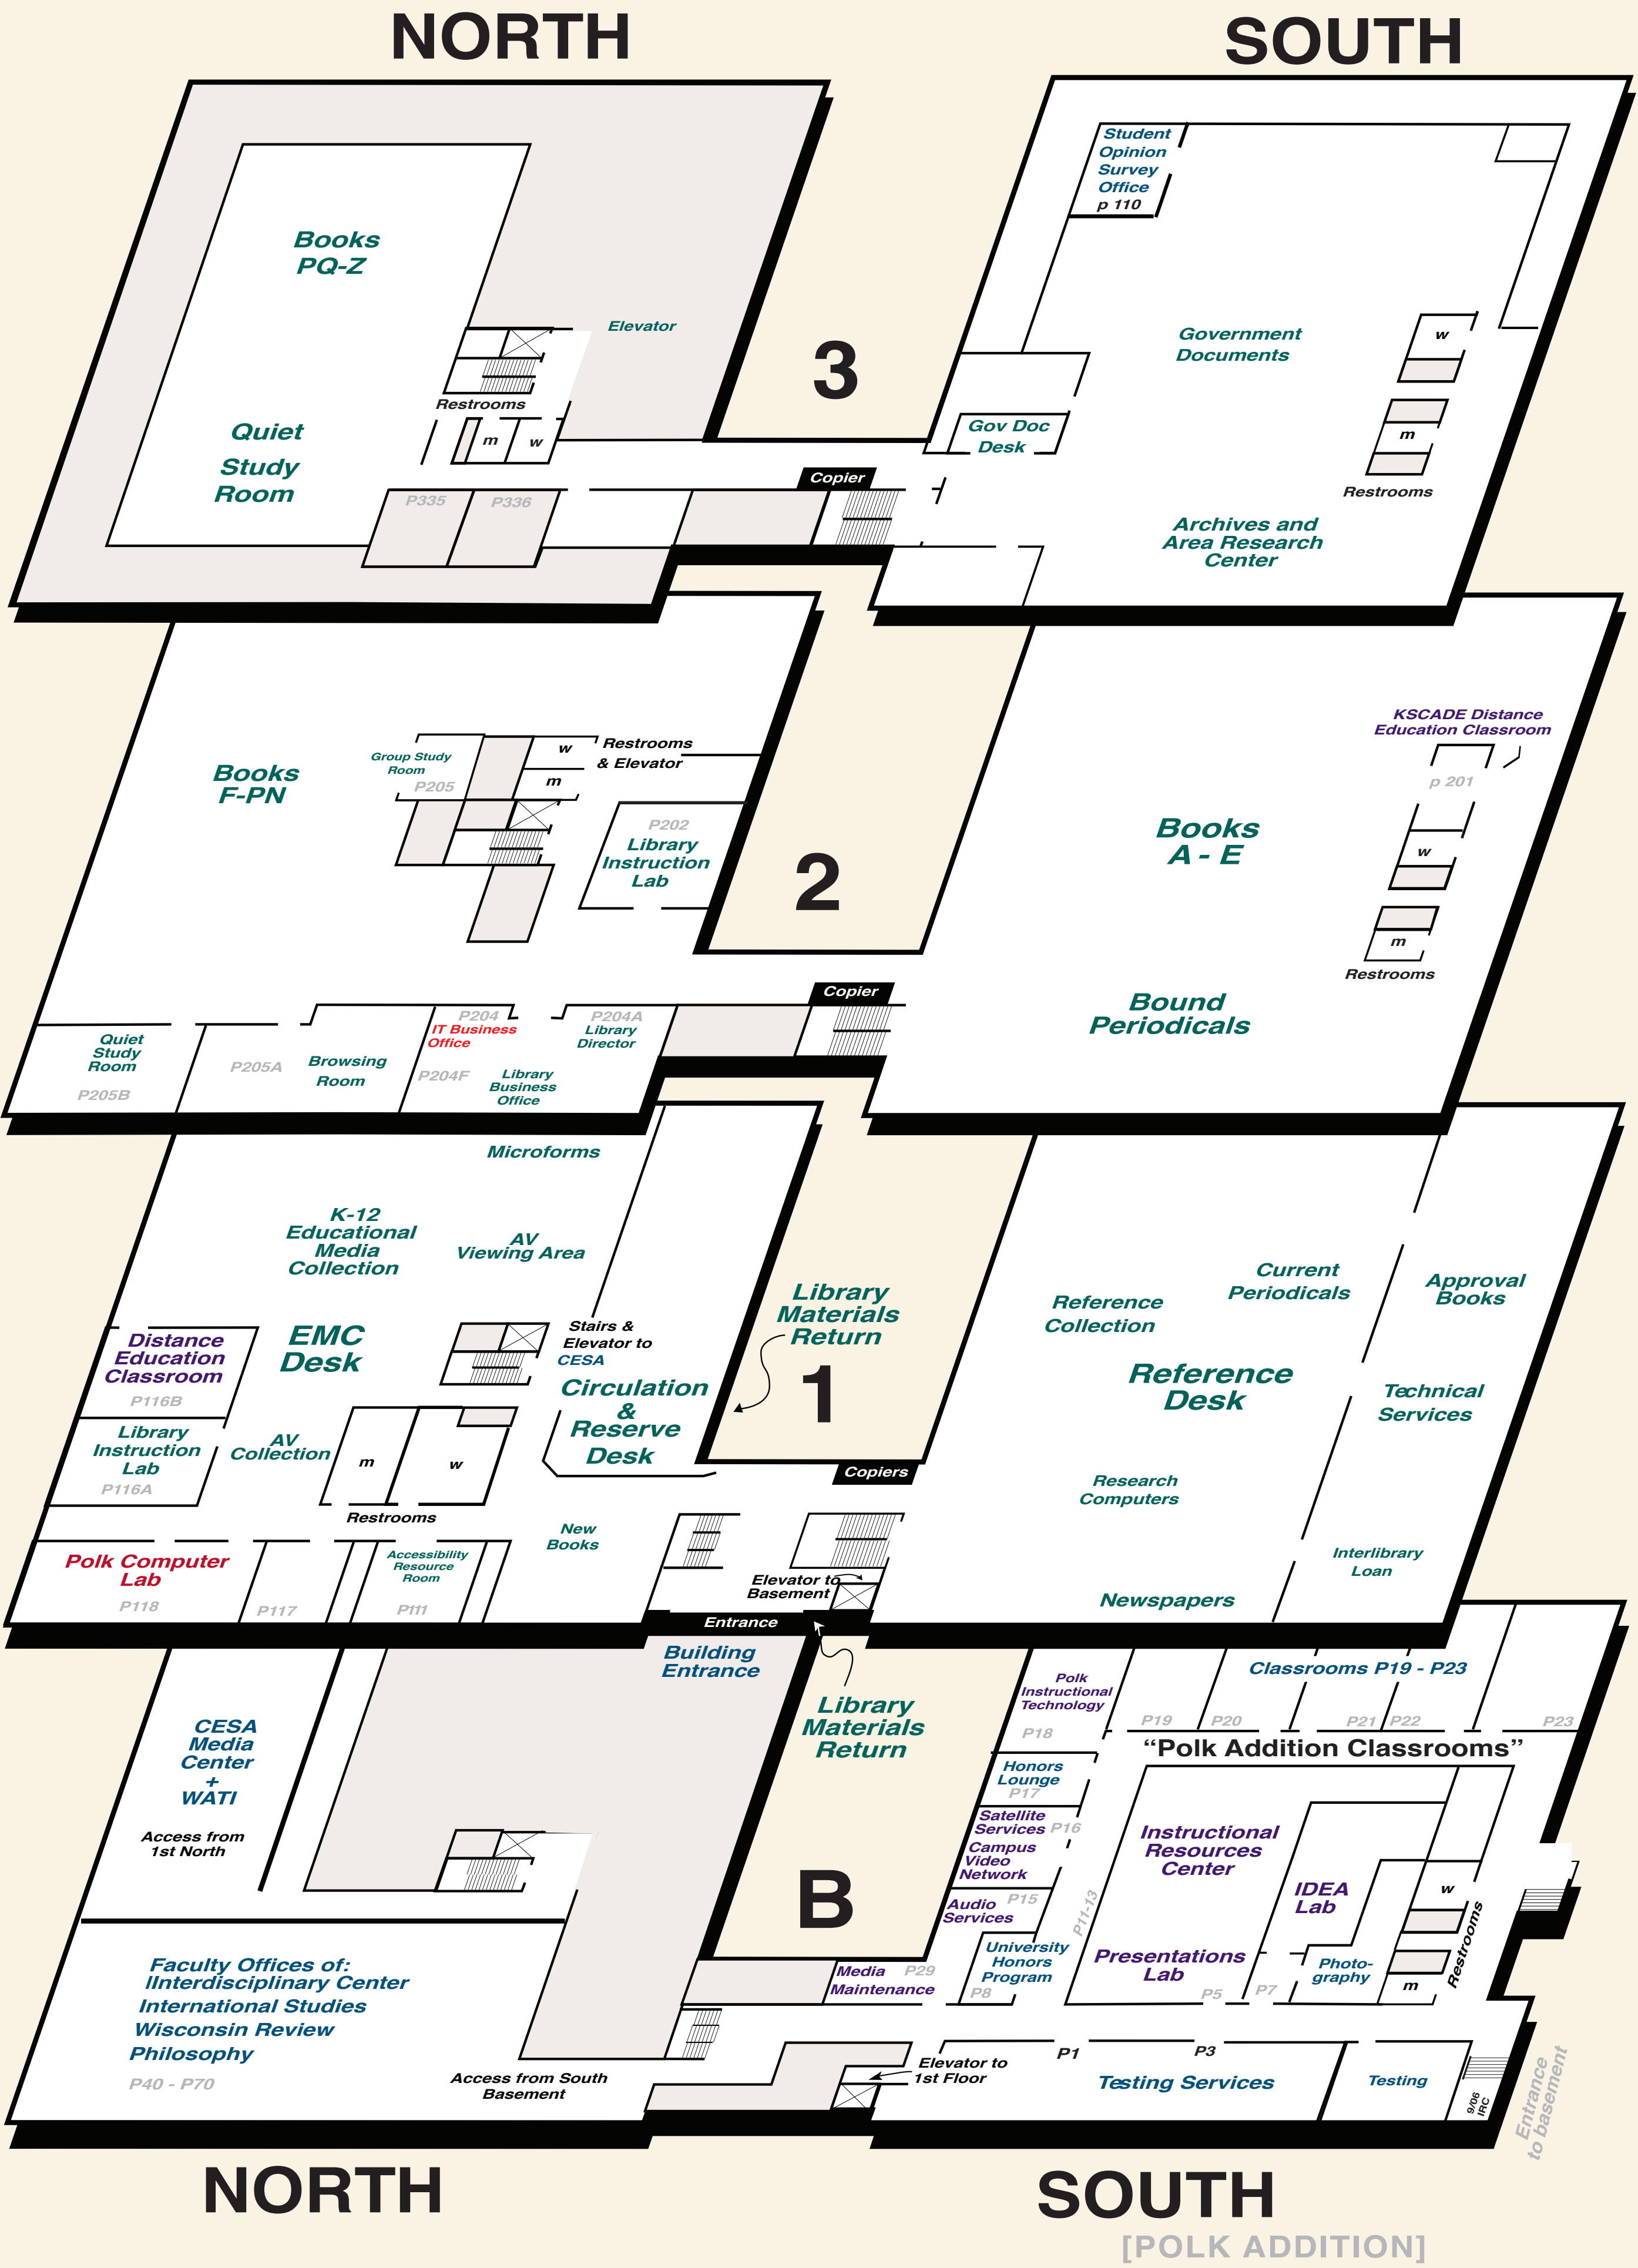 NORTH
SOUTH
Books
PQ-Z
Elevator
Quiet
Study
Room
Restrooms
m
w
P335
P336
3
Copier
Student
Opinion
Survey
Office
p 110
Government
Documents
w
Gov Doc
Desk
m
Restrooms
Archives and
Area Research
Center
Books
F-PN
Group Study
Room
P205
w
m
Restrooms
& Elevator
P202
Library
Instruction
Lab
2
Copier
Quiet
Study
Room
P205B
P205A
Browsing
Room
P204
IT Business
Office
P204F
Library
Business
Office
P204A
Library
Director
KSCADE Distance
Education Classroom
p 201
Books
A - E
w
m
Restrooms
Bound
Periodicals
Microforms
K-12
Educational
Media
Collection
AV
Viewing Area
Distance
Education
Classroom
P116B
EMC
Desk
Stairs &
Elevator to
CESA
Library
Instruction
Lab
P116A
AV
Collection
m
w
Restrooms
Circulation
&
Reserve
Desk
Library
Materials
Return
1
Copiers
Polk Computer
Lab
P118
P117
Accessibility
Resource
Room
P111
New
Books
Elevator to
Basement
Entrance
Current
Periodicals
Reference
Collection
Approval
Books
Reference
Desk
Technical
Services
Research
Computers
Interlibrary
Loan
Newspapers
Building
Entrance
Library
Materials
Return
CESA
Media
Center
+
WATI
Access from
1st North
B
Faculty Offices of:
IInterdisciplinary Center
International Studies
Wisconsin Review
Philosophy
P40 - P70
Access from South
Basement
Polk
Instructional
Technology
P18
Classrooms P19 - P23
P19
P20
P21
P22
P23
“Polk Addition Classrooms”
Honors
Lounge
P17
Satellite
Services
P16
Campus
Video
Network
Audio
Services
P15
P11-13
University
Honors
Program
P8
Media
Maintenance
P29
Instructional
Resources
Center
IDEA
Lab
Presentations
Lab
P5
P7
Photo-
graphy
w
m
Restrooms
Elevator to
1st Floor
P1
P3
Testing Services
Testing
9/06
IRC
Entrance
to basement
NORTH
SOUTH
[POLK ADDITION]